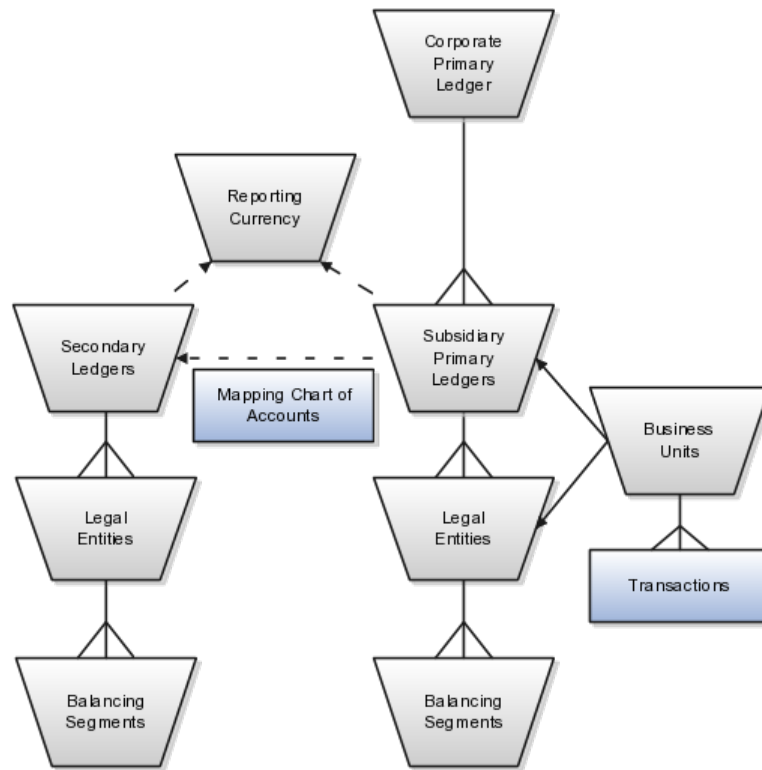 Corporate
Primary
Ledger
Reporting
Currency
Secondary
Ledgers
Subsidiary
Primary
Ledgers
Mapping Chart of
Accounts
Business
Units
Legal
Entities
Legal
Entities
Transactions
Balancing
Segments
Balancing
Segments